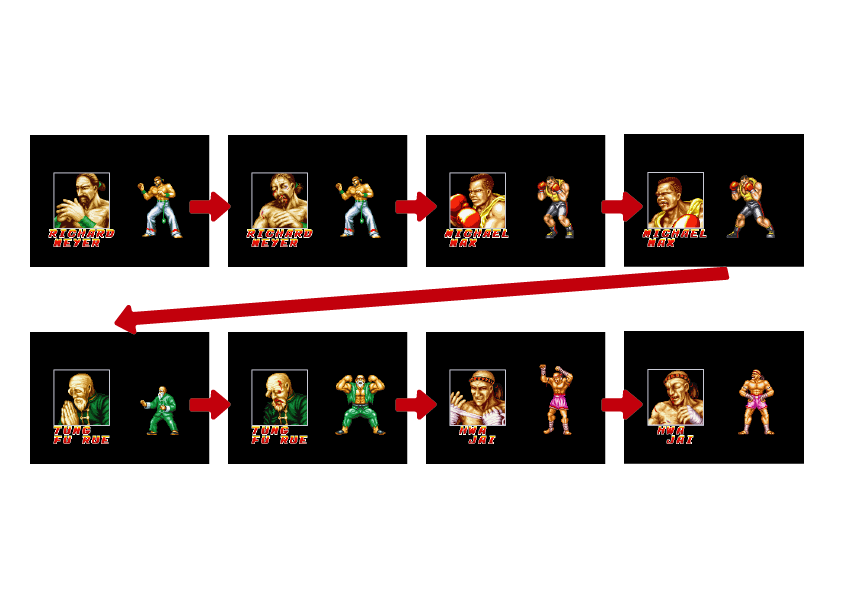 RICHARD
MEYER
RICHARD
MEYER
MICHAEL
MAX
MICHAEL
MAX
TUNG
FU RUE
TUNG
FU RUE
HWA
JAI
HWA
JAI